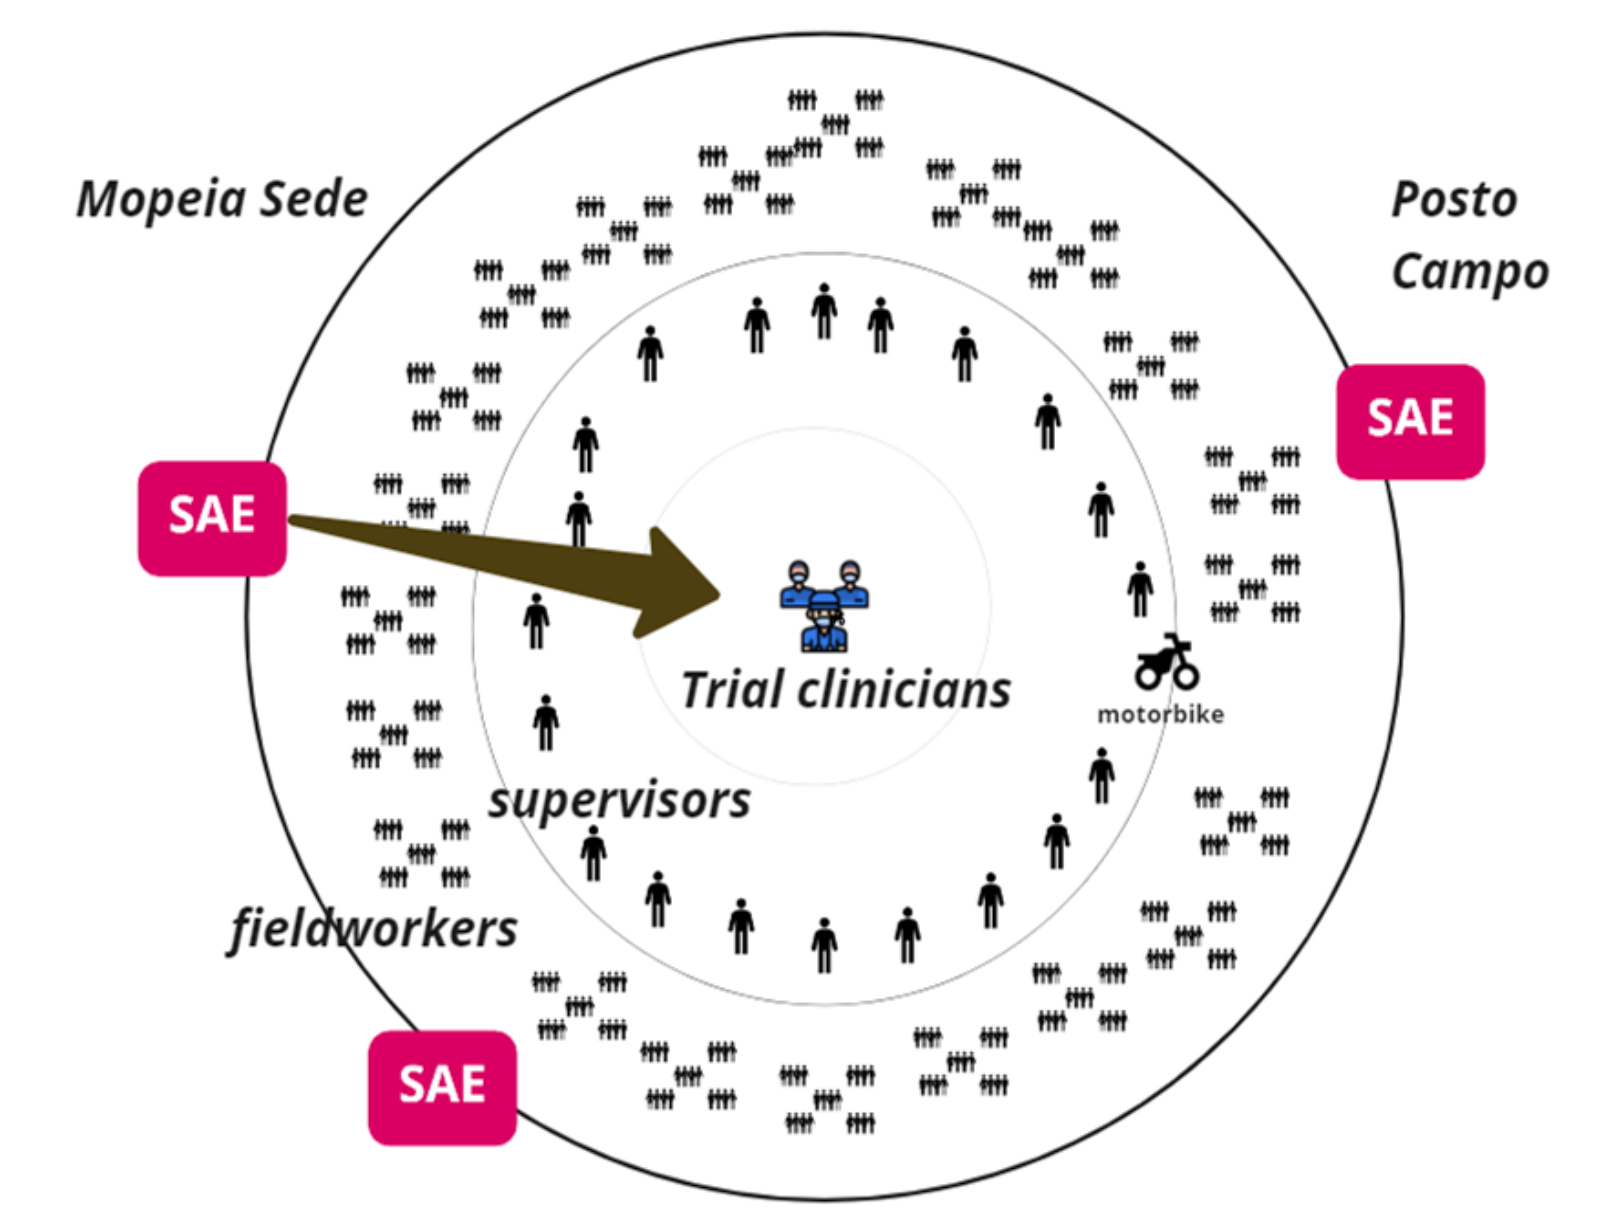 Mopeia Sede
Posto
Campo
SAE
SAE
Trial clinicians
motorbike
supervisors
fieldworkers
SAE